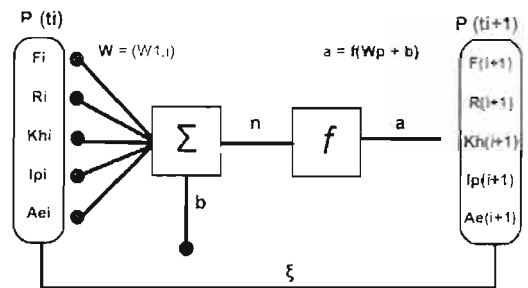 P (ti)
Fi
Ri
Khi
Ipi
Aei
W = (W1,i)
Σ
b
n
f
a = f(Wp + b)
a
P (ti+1)
F(i+1)
R(i+1)
Kh(i+1)
Ip(i+1)
Ae(i+1)
ξ